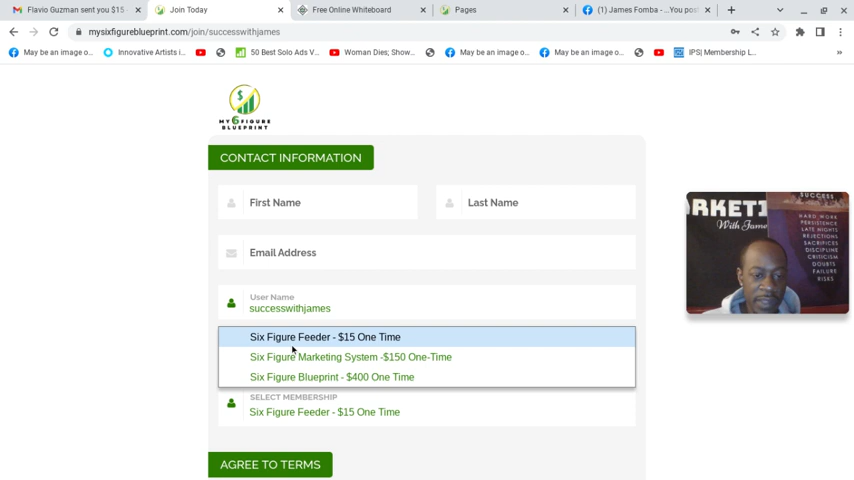 Flavio Guzman sent you $15
Join Today
Free Online Whiteboard
Pages
(1) James Fomba - ...You pos
mysixfigureblueprint.com/join/successwithjames
May be an image o...
Innovative Artists i...
50 Best Solo Ads V...
Woman Dies; Show...
May be an image o...
May be an image o...
IPS| Membership L...
»
MY 6 FIGURE
BLUEPRINT
CONTACT INFORMATION
First Name
Last Name
Email Address
User Name
successwithjames
Six Figure Feeder - $15 One Time
Six Figure Marketing System -$150 One-Time
Six Figure Blueprint - $400 One Time
SELECT MEMBERSHIP
Six Figure Feeder - $15 One Time
AGREE TO TERMS
RKETI
With Jame
SUCCESS
HARD WORK
PERSISTENCE
LATE NIGHTS
REJECTIONS
SACRIFICES
DISCIPLINE
CRITICISM
DOUBTS
FAILURE
RISKS